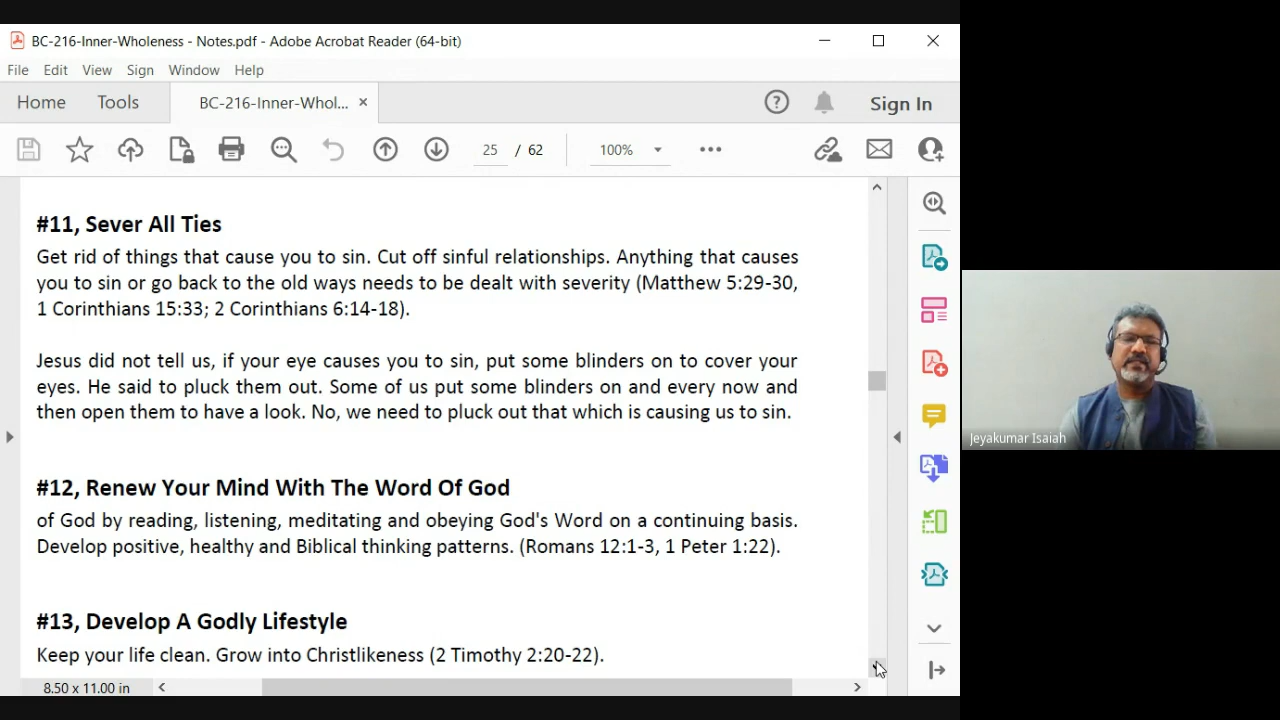 BC-216-Inner-Wholeness - Notes.pdf - Adobe Acrobat Reader (64-bit)
File Edit View Sign Window Help
Home Tools BC-216-Inner-Whol... × Sign In
25 / 62 100%
#11, Sever All Ties
Get rid of things that cause you to sin. Cut off sinful relationships. Anything that causes
you to sin or go back to the old ways needs to be dealt with severity (Matthew 5:29-30,
1 Corinthians 15:33; 2 Corinthians 6:14-18).
Jesus did not tell us, if your eye causes you to sin, put some blinders on to cover your
eyes. He said to pluck them out. Some of us put some blinders on and every now and
then open them to have a look. No, we need to pluck out that which is causing us to sin.
#12, Renew Your Mind With The Word Of God
of God by reading, listening, meditating and obeying God's Word on a continuing basis.
Develop positive, healthy and Biblical thinking patterns. (Romans 12:1-3, 1 Peter 1:22).
#13, Develop A Godly Lifestyle
Keep your life clean. Grow into Christlikeness (2 Timothy 2:20-22).
8.50 x 11.00 in
Jeyakumar Isaiah